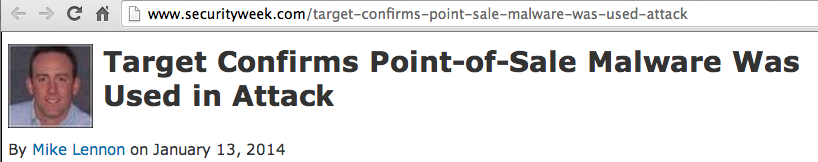 www.securityweek.com/target-confirms-point-sale-malware-was-used-attack
Target Confirms Point-of-Sale Malware Was
Used in Attack
By Mike Lennon on January 13, 2014